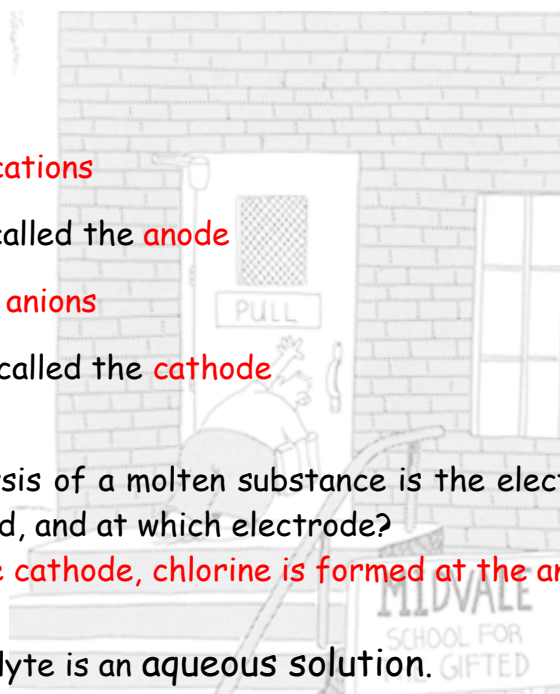 cations
called the anode
anions
called the cathode
PULL
sis of a molten substance is the elect
d, and at which electrode?
cathode, chlorine is formed at the an
MIDVALE
SCHOOL FOR
lyte is an aqueous solution.
GIFTED